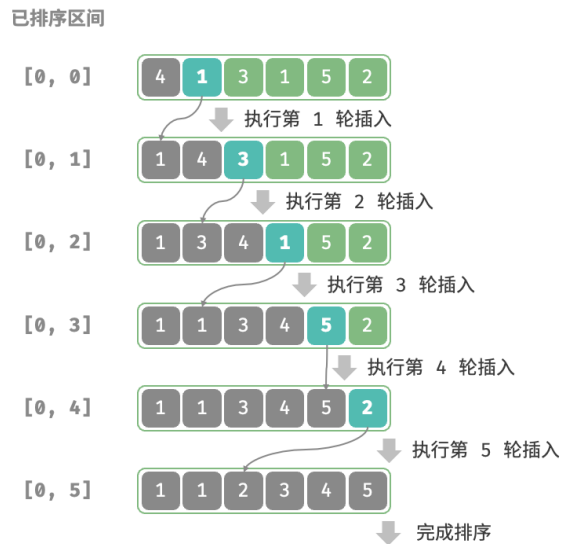 已排序区间
[0, 0] 4 1 3 1 5 2
执行第 1 轮插入
[0, 1] 1 4 3 1 5 2
执行第 2 轮插入
[0, 2] 1 3 4 1 5 2
执行第 3 轮插入
[0, 3] 1 1 3 4 5 2
执行第 4 轮插入
[0, 4] 1 1 3 4 5 2
执行第 5 轮插入
[0, 5] 1 1 2 3 4 5
完成排序